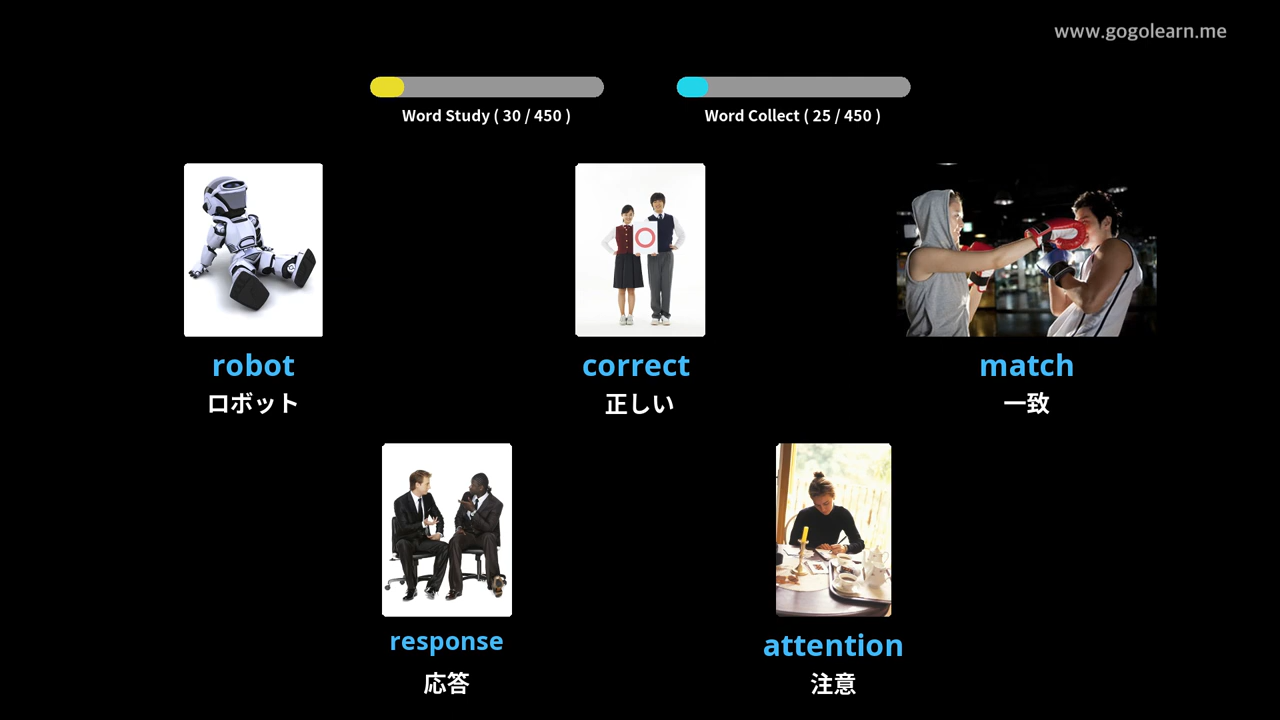 www.gogolearn.me
Word Study ( 30 / 450 )
Word Collect ( 25 / 450 )
robot
correct
match
ロボット
正しい
一致
response
attention
応答
注意